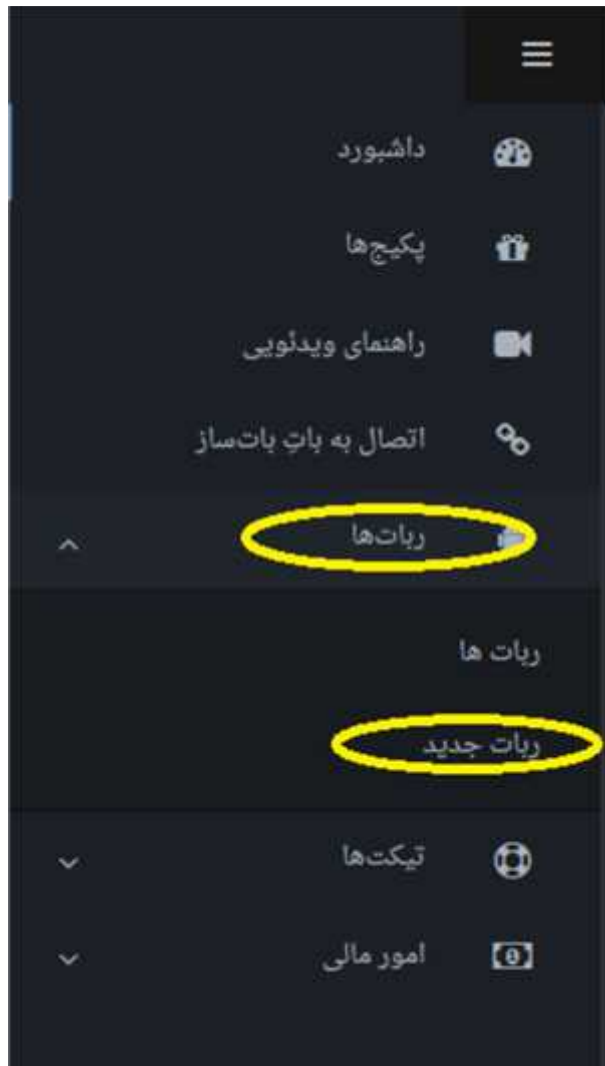 داشبورد
پکیج‌ها
راهنمای ویدئویی
اتصال به باتِ بات‌ساز
ربات‌ها
ربات ها
ربات جدید
تیکت‌ها
امور مالی